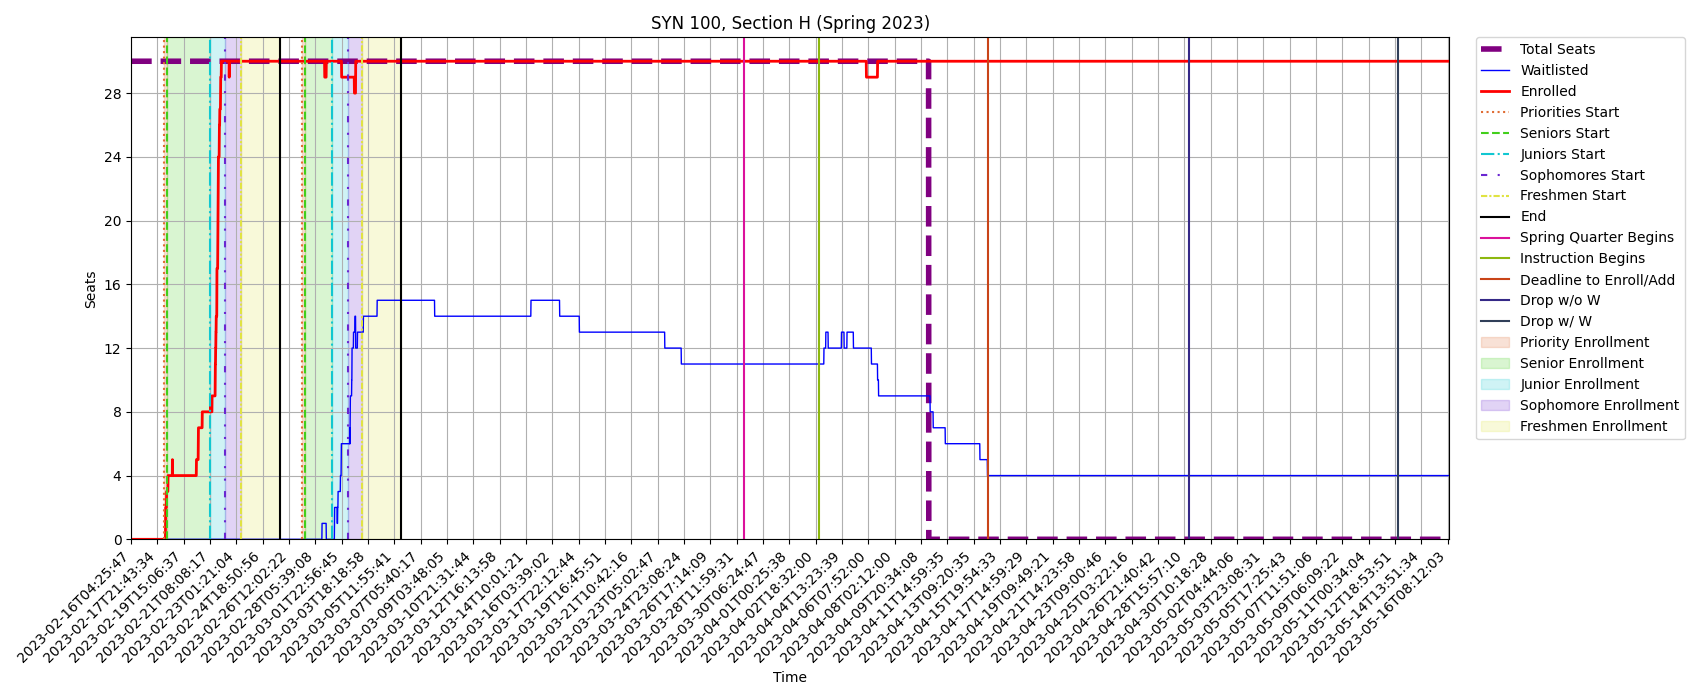 SYN 100, Section H (Spring 2023)
Seats
28
24
20
16
12
8
4
0
2023-02-16T04:25:47
2023-02-17T21:43:34
2023-02-19T15:06:37
2023-02-21T08:08:17
2023-02-23T01:21:04
2023-02-24T18:50:56
2023-02-26T12:02:22
2023-02-28T05:39:08
2023-03-01T22:56:45
2023-03-03T18:18:58
2023-03-05T11:55:41
2023-03-07T05:40:17
2023-03-09T03:48:05
2023-03-10T21:31:44
2023-03-12T16:13:58
2023-03-14T10:01:21
2023-03-16T03:39:02
2023-03-17T22:12:44
2023-03-19T16:45:51
2023-03-21T10:42:16
2023-03-23T05:02:47
2023-03-24T23:08:24
2023-03-26T17:14:09
2023-03-28T11:59:31
2023-03-30T06:24:47
2023-04-01T00:25:38
2023-04-02T18:32:00
2023-04-04T13:23:39
2023-04-06T07:52:00
2023-04-08T02:12:00
2023-04-09T20:34:08
2023-04-11T14:59:35
2023-04-13T09:20:35
2023-04-15T19:54:33
2023-04-17T14:59:29
2023-04-19T09:49:21
2023-04-21T14:23:58
2023-04-23T09:00:46
2023-04-25T03:22:16
2023-04-26T21:40:42
2023-04-28T15:57:10
2023-04-30T10:18:28
2023-05-02T04:44:06
2023-05-03T23:08:31
2023-05-05T17:25:43
2023-05-07T11:51:06
2023-05-09T06:09:22
2023-05-11T00:34:04
2023-05-12T18:53:51
2023-05-14T13:51:34
2023-05-16T08:12:03
Time
Total Seats
Waitlisted
Enrolled
Priorities Start
Seniors Start
Juniors Start
Sophomores Start
Freshmen Start
End
Spring Quarter Begins
Instruction Begins
Deadline to Enroll/Add
Drop w/o W
Drop w/ W
Priority Enrollment
Senior Enrollment
Junior Enrollment
Sophomore Enrollment
Freshmen Enrollment